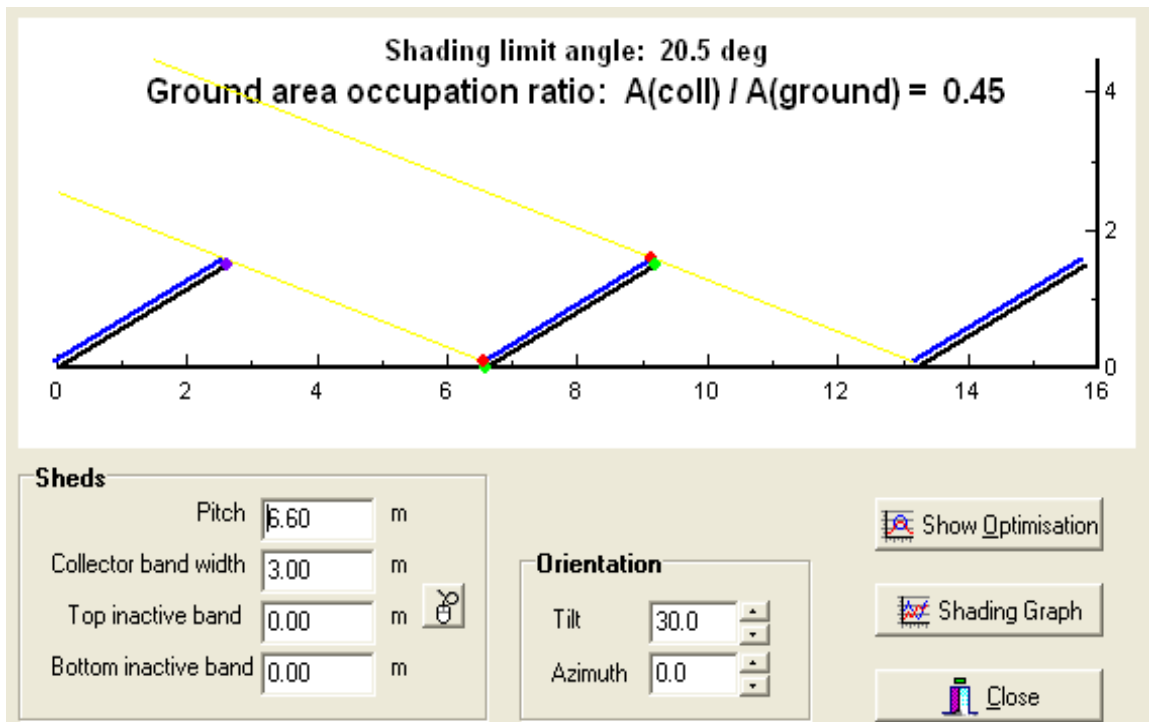 Shading limit angle: 20.5 deg
Ground area occupation ratio: A(coll) / A(ground) = 0.45
4
2
0
0 2 4 6 8 10 12 14 16
Sheds
Pitch 6.60 m
Collector band width 3.00 m
Top inactive band 0.00 m
Bottom inactive band 0.00 m
Orientation
Tilt 30.0
Azimuth 0.0
Show Optimisation
Shading Graph
Close